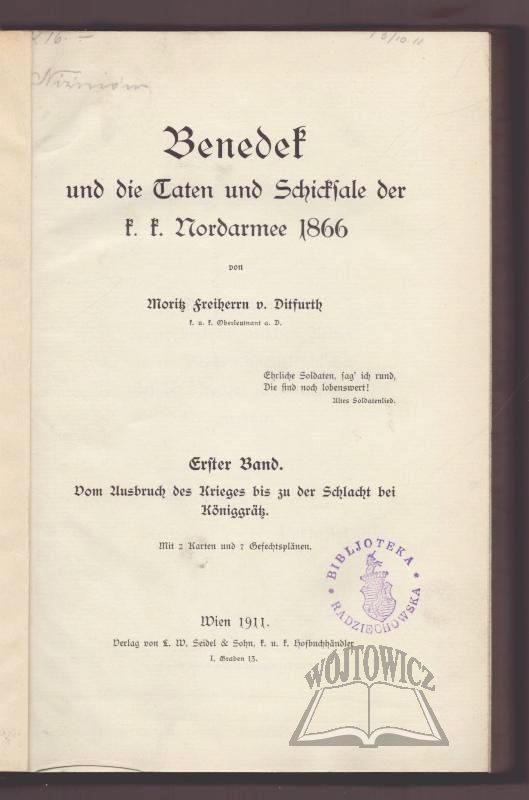 Benedek
und die Taten und Schicksale der
k. k. Nordarmee 1866
von
Moritz Freiherrn v. Ditfurth
k. u. k. Oberleutnant a. D.
Ehrliche Soldaten, sag' ich rund,
Die sind noch lobenswert!
Altes Soldatenlied.
Erster Band.
Vom Ausbruch des Krieges bis zu der Schlacht bei
Königgrätz.
Mit 2 Karten und 7 Gefechtsplänen.
BIBLJOTEKA
RADZIECHOWSKA
Wien 1911.
Verlag von L. W. Seidel & Sohn, k. u. k. Hofbuchhändler
I. Graben 13.
WÓJTOWICZ